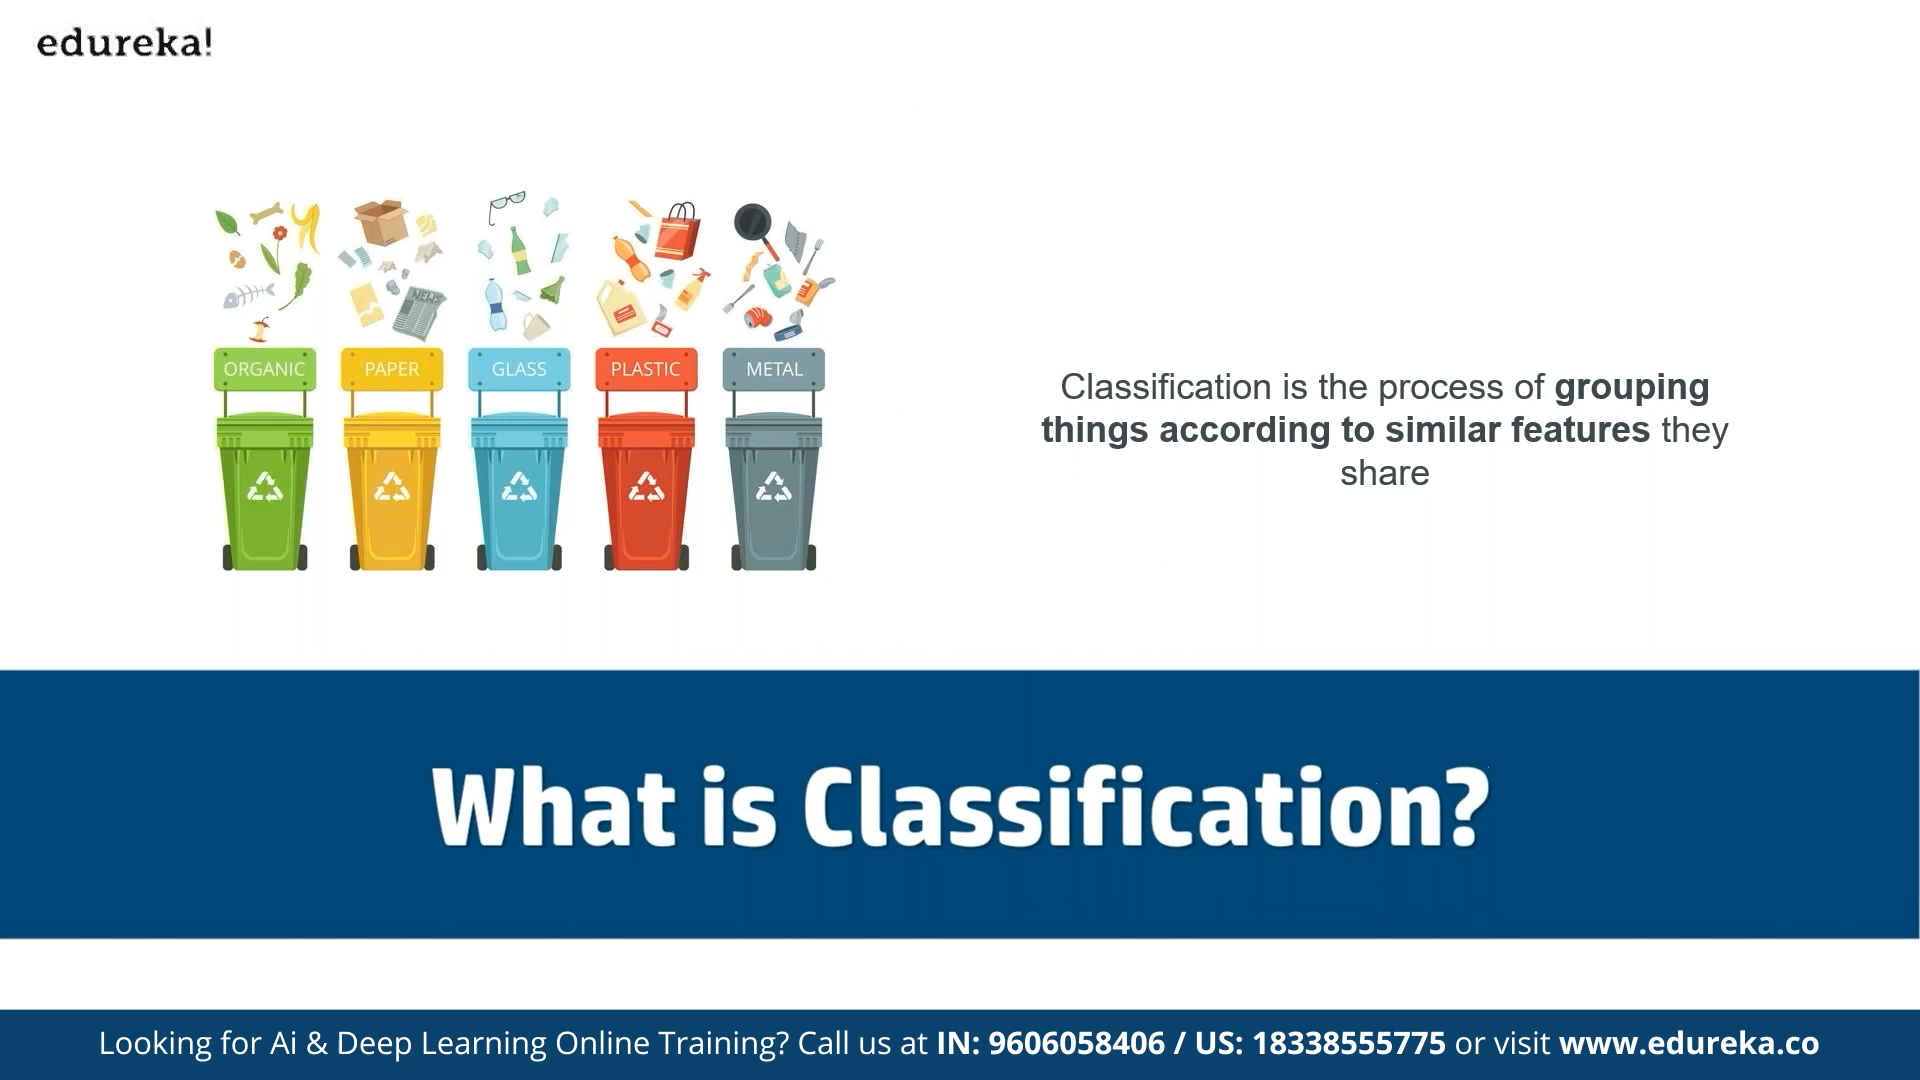 edureka!
NEWS
ORGANIC
PAPER
GLASS
PLASTIC
METAL
Classification is the process of grouping
things according to similar features they
share
What is Classification?
Looking for Ai & Deep Learning Online Training? Call us at IN: 9606058406 / US: 18338555775 or visit www.edureka.co